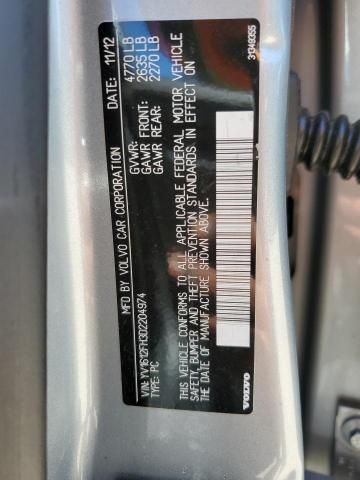 MFD BY VOLVO CAR CORPORATION DATE: 11/12
GVWR: 4770 LB
GAWR FRONT: 2635 LB
GAWR REAR: 2270 LB
VIN: YV1612FH3D2204974
TYPE: PC
THIS VEHICLE CONFORMS TO ALL APPLICABLE FEDERAL MOTOR VEHICLE
SAFETY, BUMPER AND THEFT PREVENTION STANDARDS IN EFFECT ON
DATE OF MANUFACTURE SHOWN ABOVE.
VOLVO
31349355